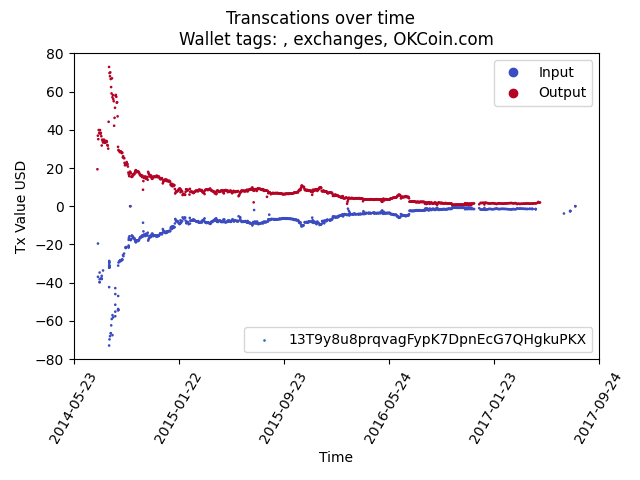 Transcations over time
Wallet tags: , exchanges, OKCoin.com
80
60
40
20
0
−20
−40
−60
−80
Tx Value USD
Input
Output
13T9y8u8prqvagFypK7DpnEcG7QHgkuPKX
2014-05-23
2015-01-22
2015-09-23
2016-05-24
2017-01-23
2017-09-24
Time